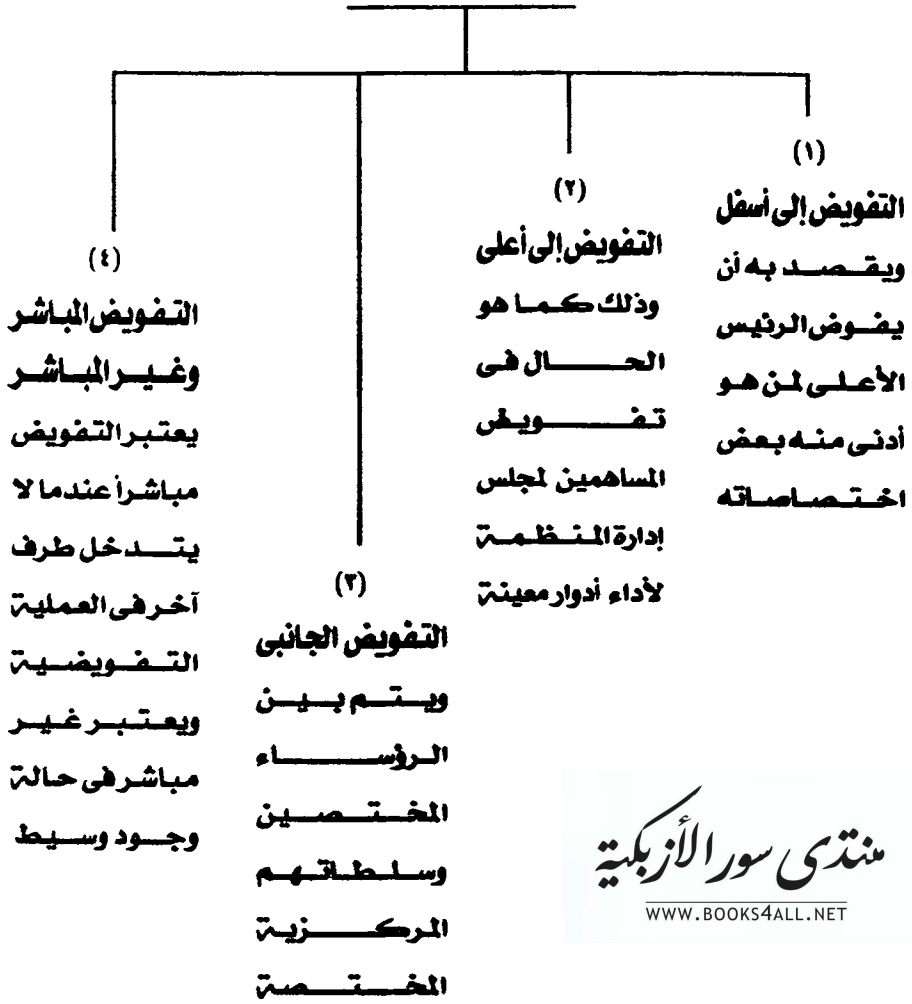 (١)
التفويض إلى أسفل
ويقصد به أن
يفوض الرئيس
الأعلى لمن هو
أدنى منه بعض
اختصاصاته
(٢)
التفويض إلى أعلى
وذلك كما هو
الحال فى
تفويض
المساهمين لمجلس
إدارة المنظمة
لأداء أدوار معينة
(٣)
التفويض الجانبى
ويتم بين
الرؤساء
المختصين
وسلطاتهم
المركزية
المختصة
(٤)
التفويض المباشر
وغير المباشر
يعتبر التفويض
مباشراً عندما لا
يتدخل طرف
آخر فى العملية
التفويضية
ويعتبر غير
مباشر فى حالة
وجود وسيط
منتدى سور الأزبكية
WWW.BOOKS4ALL.NET